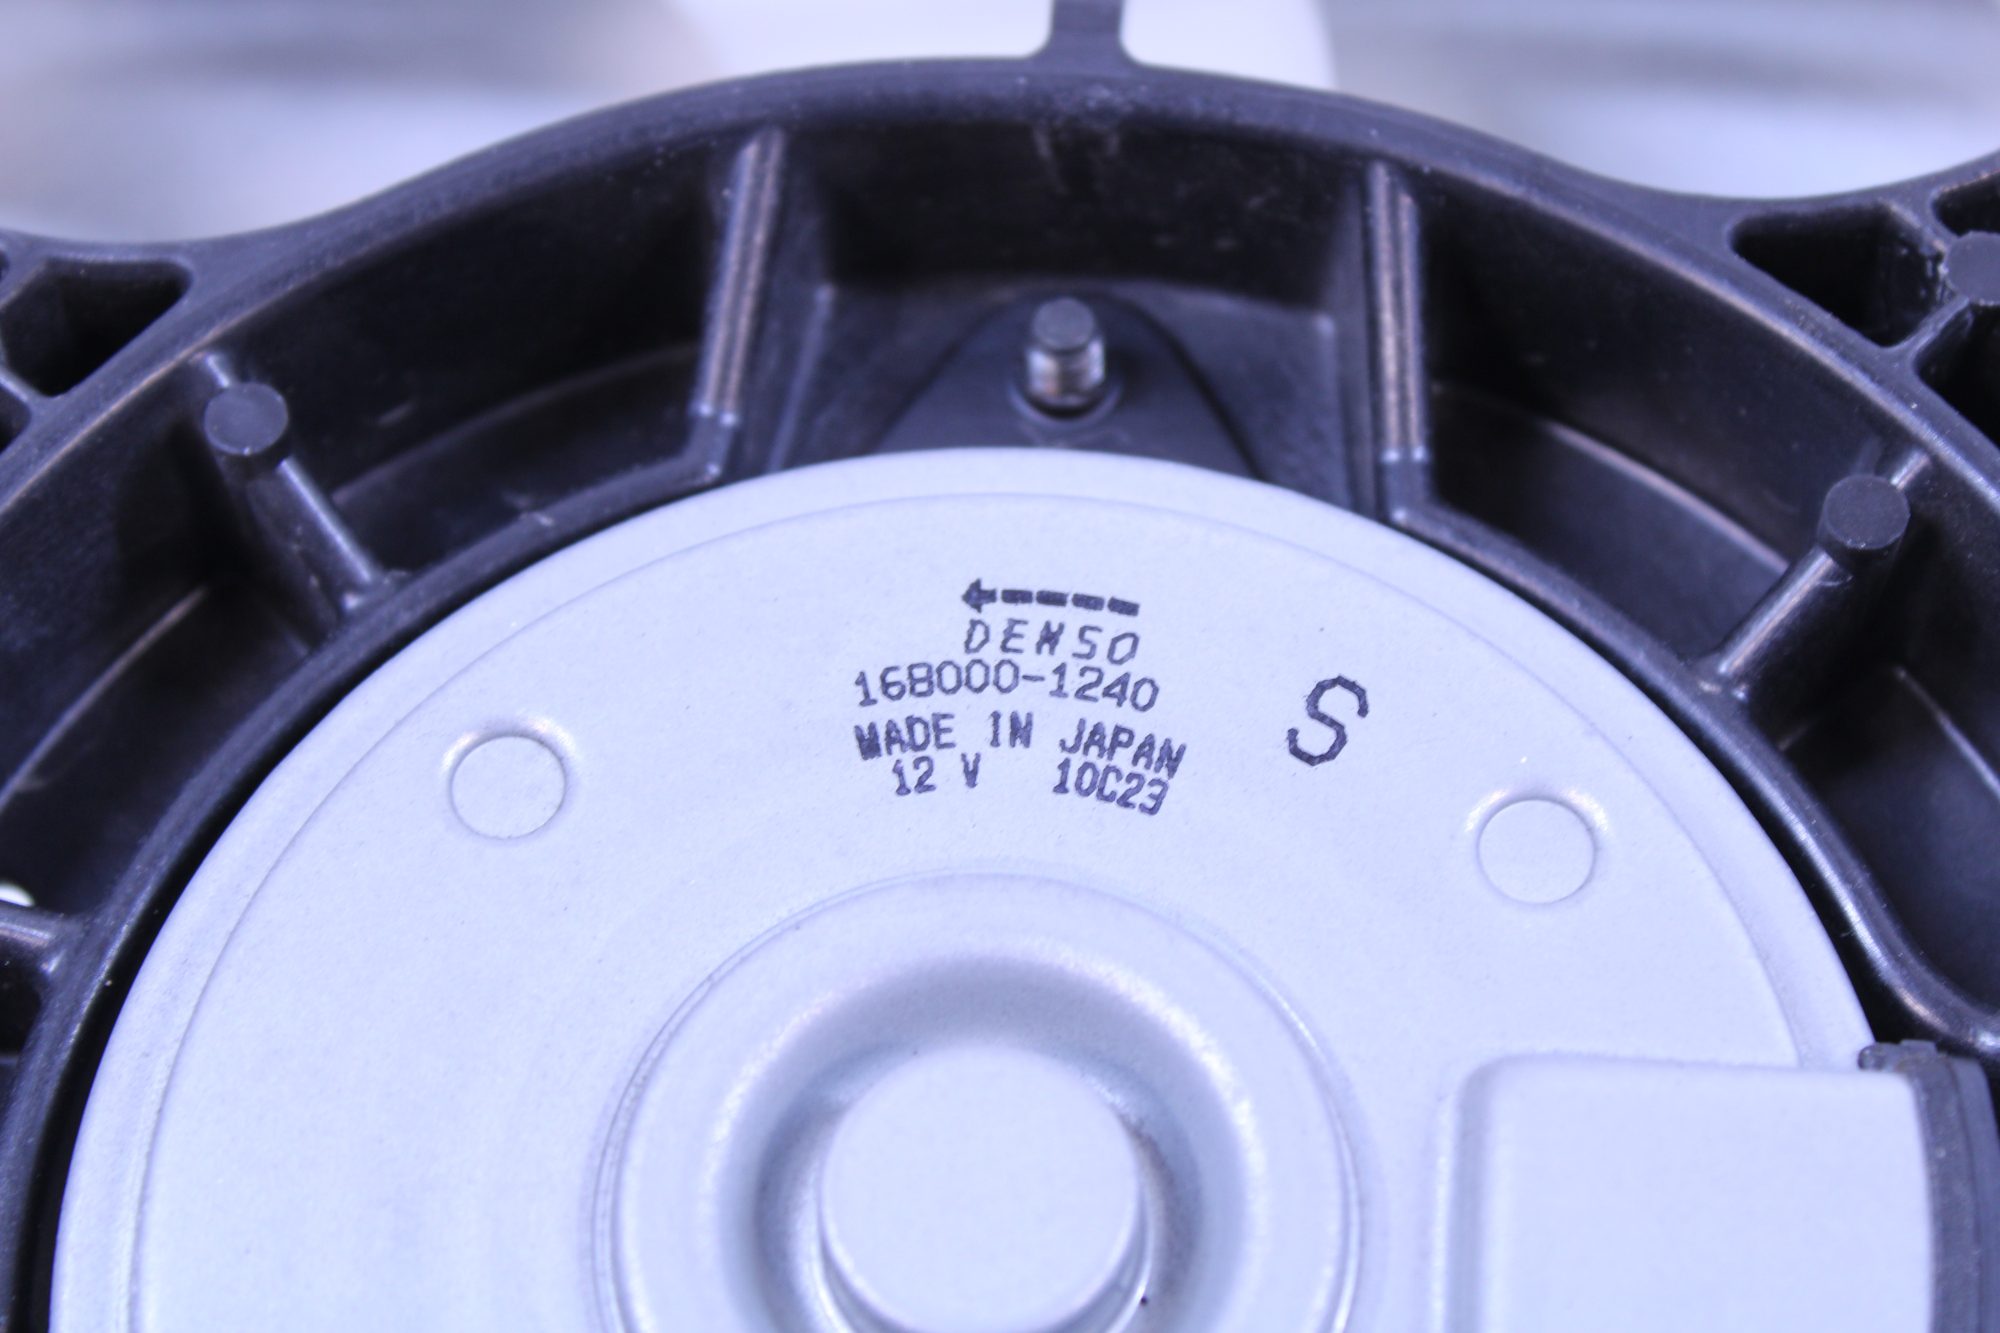 DENSO
168000-1240
MADE IN JAPAN
12 V 10C23
S